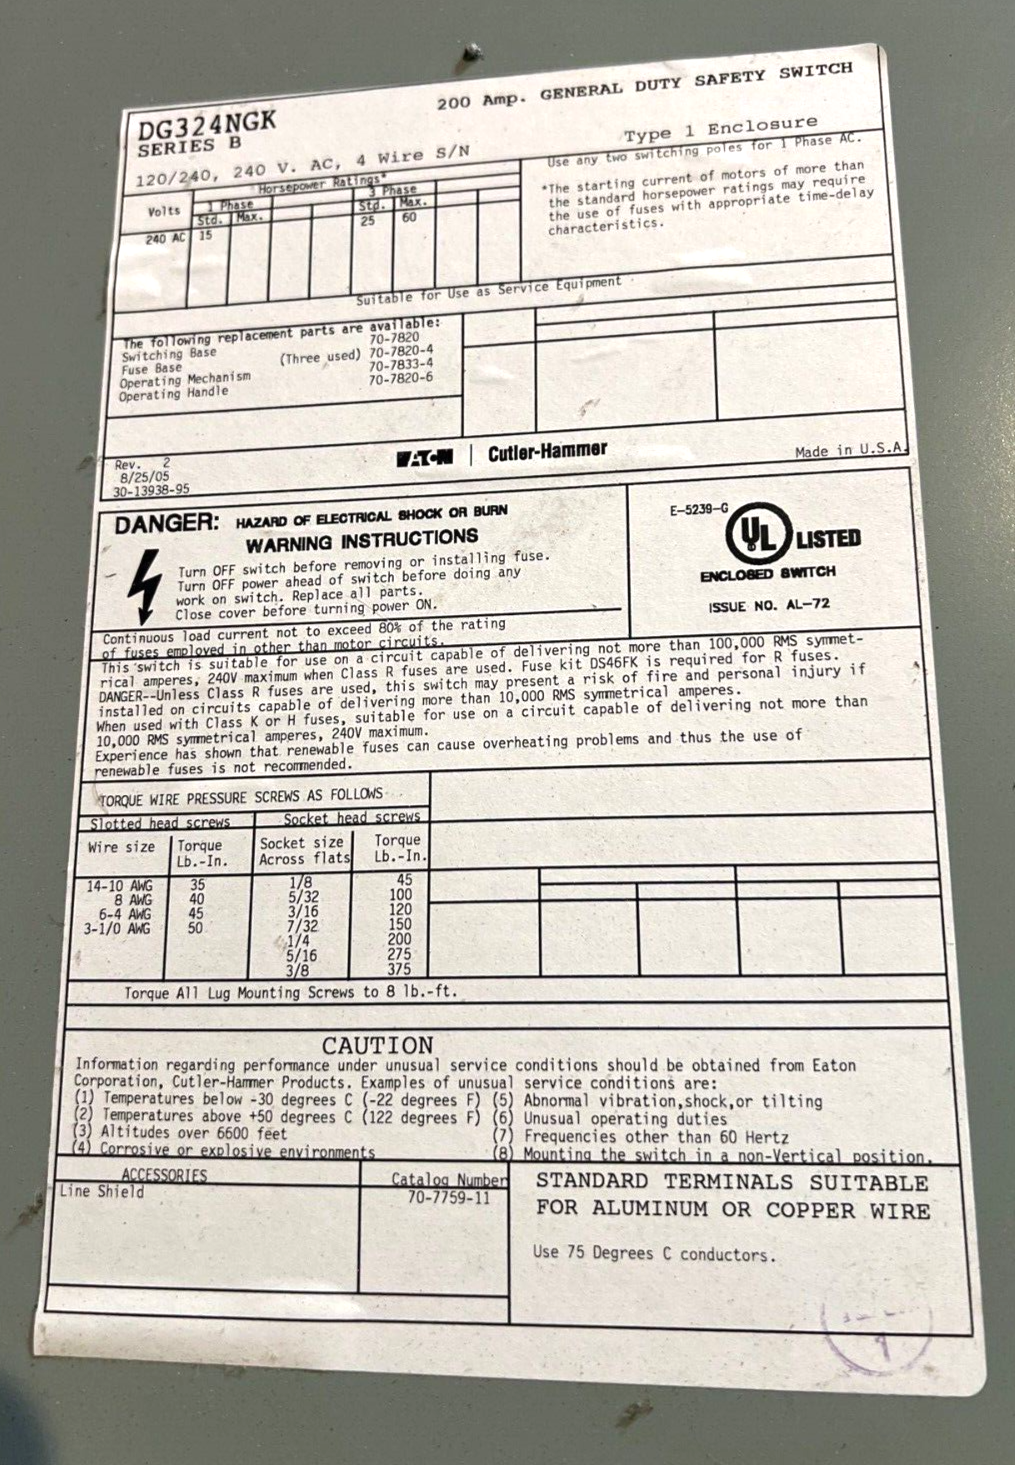 200 Amp. GENERAL DUTY SAFETY SWITCH
DG324NGK
SERIES B
Type 1 Enclosure
120/240, 240 V. AC, 4 Wire S/N
Use any two switching poles for 1 Phase AC.
Horsepower Ratings*
Volts
1 Phase
3 Phase
Std. Max.
Std. Max.
240 AC 15 25 60
*The starting current of motors of more than
the standard horsepower ratings may require
the use of fuses with appropriate time-delay
characteristics.
Suitable for Use as Service Equipment
The following replacement parts are available:
Switching Base 70-7820
Fuse Base (Three used) 70-7820-4
Operating Mechanism 70-7833-4
Operating Handle 70-7820-6
Rev. 2
8/25/05
30-13938-95
EATON | Cutler-Hammer
Made in U.S.A.
DANGER: HAZARD OF ELECTRICAL SHOCK OR BURN
WARNING INSTRUCTIONS
Turn OFF switch before removing or installing fuse.
Turn OFF power ahead of switch before doing any
work on switch. Replace all parts.
Close cover before turning power ON.
E-5239-G
UL LISTED
ENCLOSED SWITCH
ISSUE NO. AL-72
Continuous load current not to exceed 80% of the rating
of fuses employed in other than motor circuits.
This switch is suitable for use on a circuit capable of delivering not more than 100,000 RMS symmet-
rical amperes, 240V maximum when Class R fuses are used. Fuse kit DS46FK is required for R fuses.
DANGER--Unless Class R fuses are used, this switch may present a risk of fire and personal injury if
installed on circuits capable of delivering more than 10,000 RMS symmetrical amperes.
When used with Class K or H fuses, suitable for use on a circuit capable of delivering not more than
10,000 RMS symmetrical amperes, 240V maximum.
Experience has shown that renewable fuses can cause overheating problems and thus the use of
renewable fuses is not recommended.
TORQUE WIRE PRESSURE SCREWS AS FOLLOWS
Slotted head screws Socket head screws
Wire size Torque Socket size Torque
Lb.-In. Across flats Lb.-In.
14-10 AWG 35 1/8 45
8 AWG 40 5/32 100
6-4 AWG 45 3/16 120
3-1/0 AWG 50 7/32 150
1/4 200
5/16 275
3/8 375
Torque All Lug Mounting Screws to 8 lb.-ft.
CAUTION
Information regarding performance under unusual service conditions should be obtained from Eaton
Corporation, Cutler-Hammer Products. Examples of unusual service conditions are:
(1) Temperatures below -30 degrees C (-22 degrees F) (5) Abnormal vibration,shock,or tilting
(2) Temperatures above +50 degrees C (122 degrees F) (6) Unusual operating duties
(3) Altitudes over 6600 feet (7) Frequencies other than 60 Hertz
(4) Corrosive or explosive environments (8) Mounting the switch in a non-Vertical position.
ACCESSORIES Catalog Number
Line Shield 70-7759-11
STANDARD TERMINALS SUITABLE
FOR ALUMINUM OR COPPER WIRE
Use 75 Degrees C conductors.